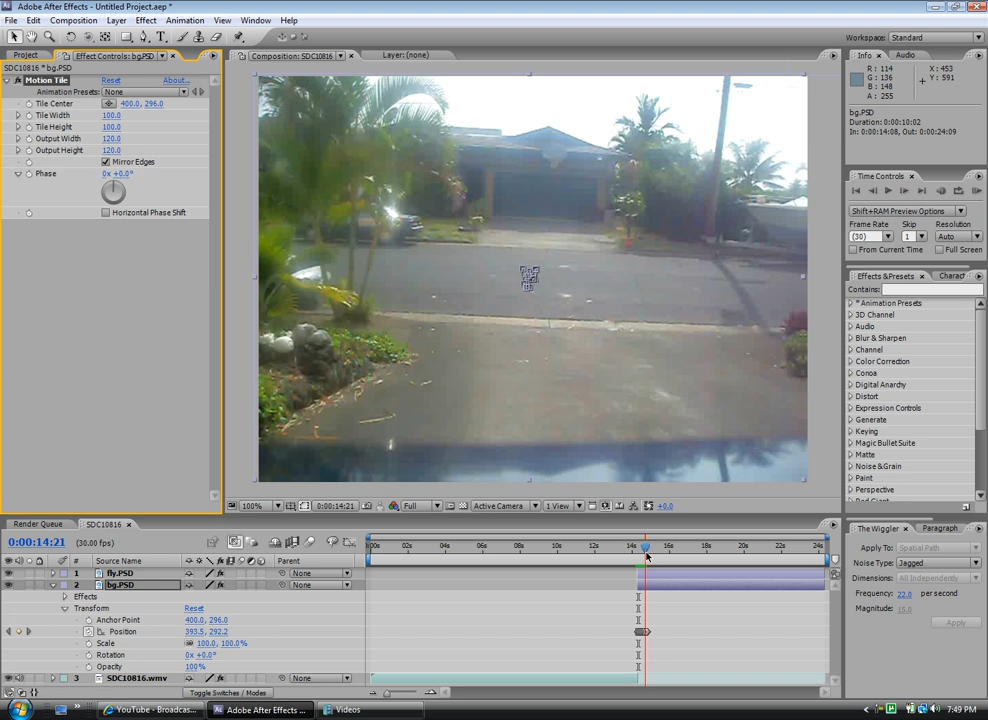 Adobe After Effects - Untitled Project.aep *
File Edit Composition Layer Effect Animation View Window Help
Workspace: Standard
Project Effect Controls: bg.PSD
SDC10816 * bg.PSD
Motion Tile Reset About...
Animation Presets: None
Tile Center 400.0, 296.0
Tile Width 100.0
Tile Height 100.0
Output Width 120.0
Output Height 120.0
Mirror Edges
Phase 0x +0.0°
Horizontal Phase Shift
Composition: SDC10816 Layer: (none)
100% 0:00:14:21 Full Active Camera 1 View +0.0
Info Audio
R : 114 X : 453
G : 136 Y : 591
B : 148
A : 255
bg.PSD
Duration: 0:00:10:02
In: 0:00:14:08, Out: 0:00:24:09
Time Controls
Shift+RAM Preview Options
Frame Rate Skip Resolution
(30) 1 Auto
From Current Time Full Screen
Effects & Presets Charact
Contains:
* Animation Presets
3D Channel
Audio
Blur & Sharpen
Channel
Color Correction
Conoa
Digital Anarchy
Distort
Expression Controls
Generate
Keying
Magic Bullet Suite
Matte
Noise & Grain
Paint
Perspective
Render Queue SDC10816
0:00:14:21 (30.00 fps)
:00s 02s 04s 06s 08s 10s 12s 14s 16s 18s 20s 22s 24s
# Source Name Parent
1 fly.PSD None
2 bg.PSD None
Effects
Transform Reset
Anchor Point 400.0, 296.0
Position 393.5, 292.2
Scale 100.0, 100.0%
Rotation 0x +0.0°
Opacity 100%
3 SDC10816.wmv None
Toggle Switches / Modes
The Wiggler Paragraph
Apply To: Spatial Path
Noise Type: Jagged
Dimensions: All Independently
Frequency: 22.0 per second
Magnitude: 15.0
Apply
YouTube - Broadcas... Adobe After Effects ... Videos 7:49 PM